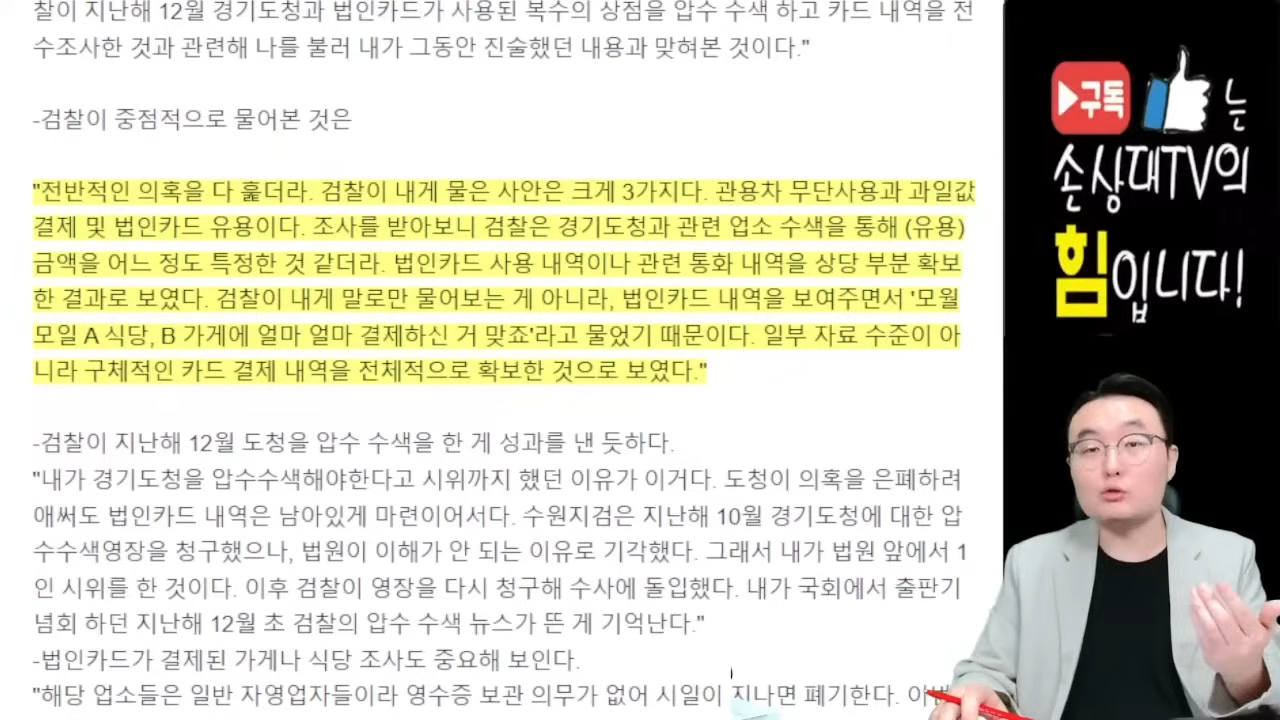 찰이 지난해 12월 경기도청과 법인카드가 사용된 복수의 상점을 압수 수색 하고 카드 내역을 전
수조사한 것과 관련해 나를 불러 내가 그동안 진술했던 내용과 맞혀본 것이다."
-검찰이 중점적으로 물어본 것은
"전반적인 의혹을 다 훑더라. 검찰이 내게 물은 사안은 크게 3가지다. 관용차 무단사용과 과일값
결제 및 법인카드 유용이다. 조사를 받아보니 검찰은 경기도청과 관련 업소 수색을 통해 (유용)
금액을 어느 정도 특정한 것 같더라. 법인카드 사용 내역이나 관련 통화 내역을 상당 부분 확보
한 결과로 보였다. 검찰이 내게 말로만 물어보는 게 아니라, 법인카드 내역을 보여주면서 '모월
모일 A 식당, B 가게에 얼마 얼마 결제하신 거 맞죠'라고 물었기 때문이다. 일부 자료 수준이 아
니라 구체적인 카드 결제 내역을 전체적으로 확보한 것으로 보였다."
-검찰이 지난해 12월 도청을 압수 수색을 한 게 성과를 낸 듯하다.
"내가 경기도청을 압수수색해야한다고 시위까지 했던 이유가 이거다. 도청이 의혹을 은폐하려
애써도 법인카드 내역은 남아있게 마련이어서다. 수원지검은 지난해 10월 경기도청에 대한 압
수수색영장을 청구했으나, 법원이 이해가 안 되는 이유로 기각했다. 그래서 내가 법원 앞에서 1
인 시위를 한 것이다. 이후 검찰이 영장을 다시 청구해 수사에 돌입했다. 내가 국회에서 출판기
념회 하던 지난해 12월 초 검찰의 압수 수색 뉴스가 뜬 게 기억난다."
-법인카드가 결제된 가게나 식당 조사도 중요해 보인다.
"해당 업소들은 일반 자영업자들이라 영수증 보관 의무가 없어 시일이 지나면 폐기한다.
구독 는
손상대TV의
힘입니다!